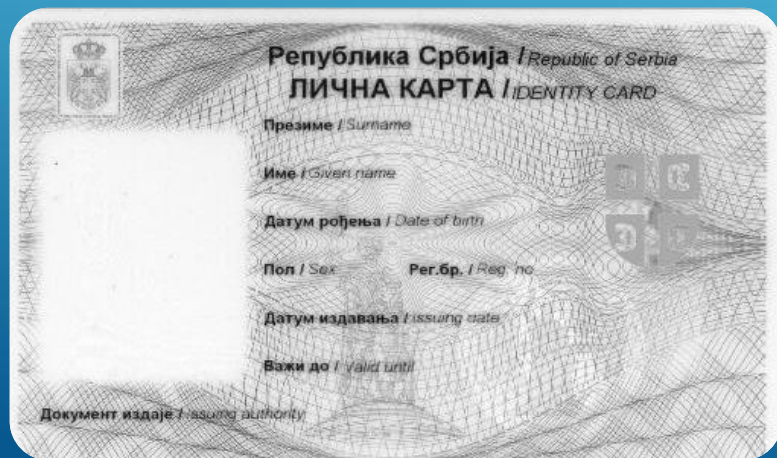 Република Србија / Republic of Serbia
ЛИЧНА КАРТА / IDENTITY CARD
Презиме / Surname
Име / Given name
Датум рођења / Date of birth
Пол / Sex Рег.бр. / Reg. no
Датум издавања / Issuing date
Важи до / Valid until
Документ издаје / Issuing authority